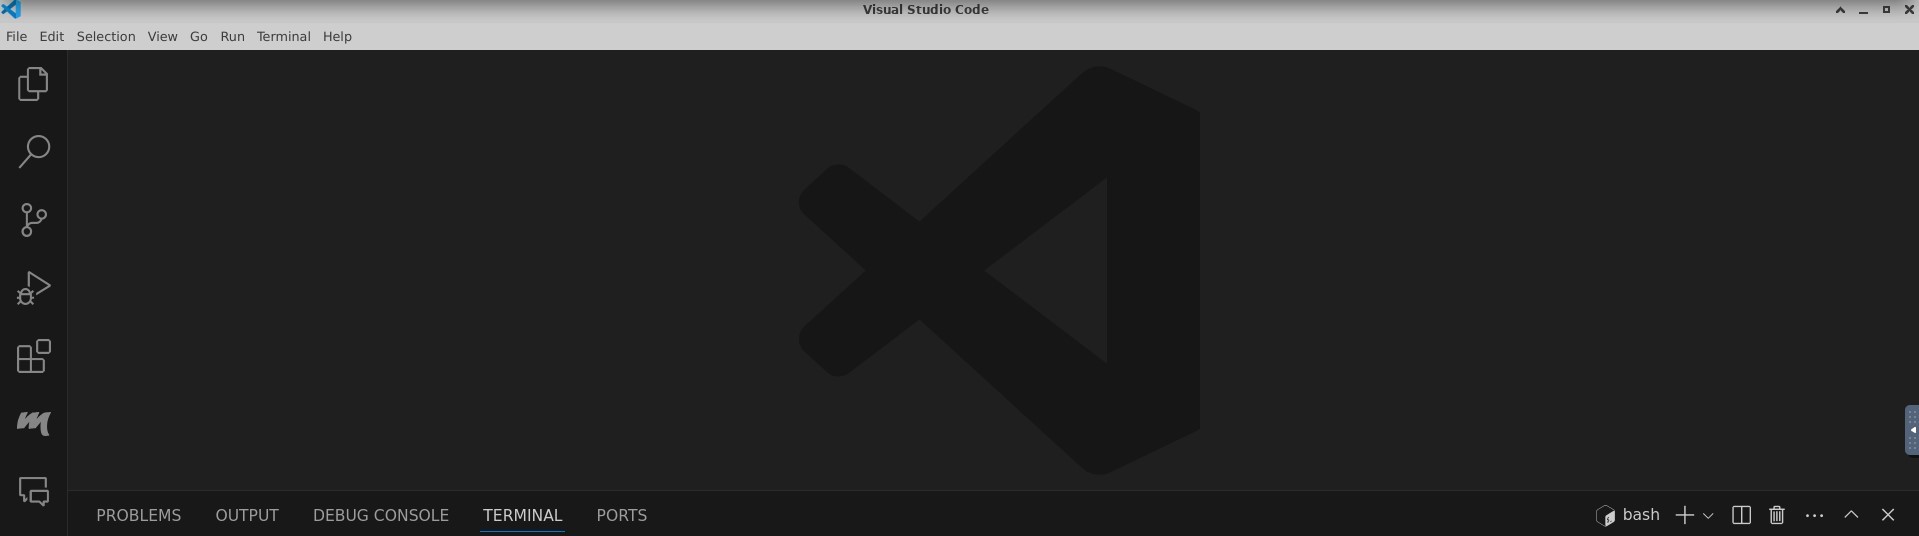 Visual Studio Code
File Edit Selection View Go Run Terminal Help
PROBLEMS OUTPUT DEBUG CONSOLE TERMINAL PORTS bash